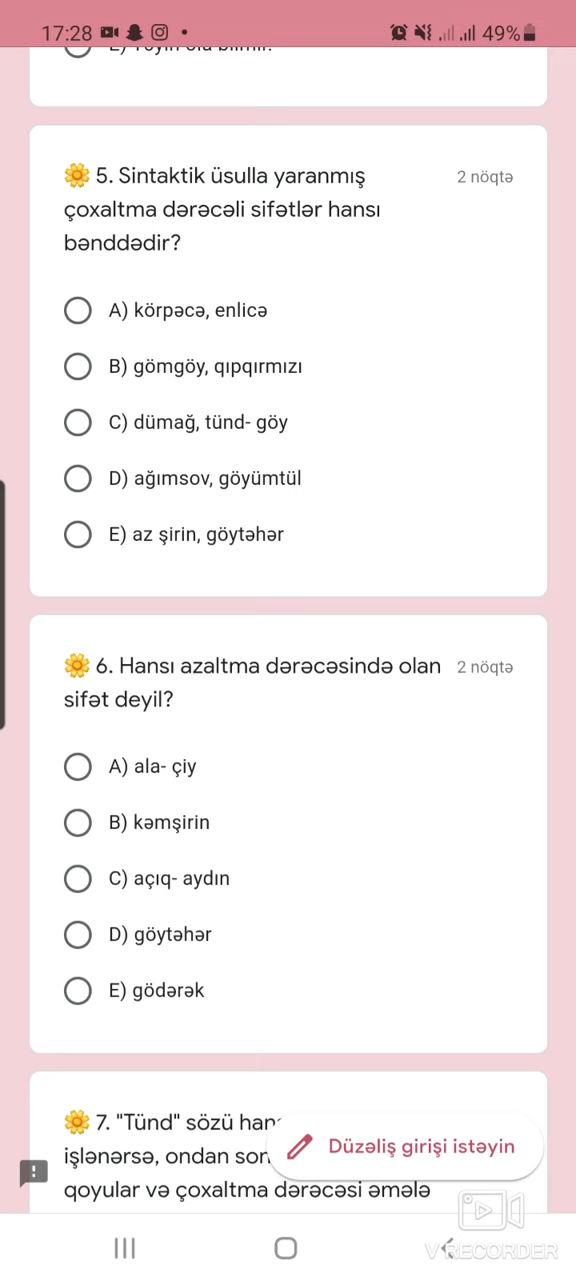 17:28
49%
🌼 5. Sintaktik üsulla yaranmış
2 nöqtə
çoxaltma dərəcəli sifətlər hansı
bənddədir?
A) körpəcə, enlicə
B) gömgöy, qıpqırmızı
C) dümağ, tünd- göy
D) ağımsov, göyümtül
E) az şirin, göytəhər
🌼 6. Hansı azaltma dərəcəsində olan
2 nöqtə
sifət deyil?
A) ala- çiy
B) kəmşirin
C) açıq- aydın
D) göytəhər
E) gödərək
🌼 7. "Tünd" sözü
işlənərsə, ondan
qoyular və çoxaltma dərəcəsi əmələ
Düzəliş girişi istəyin
V RECORDER